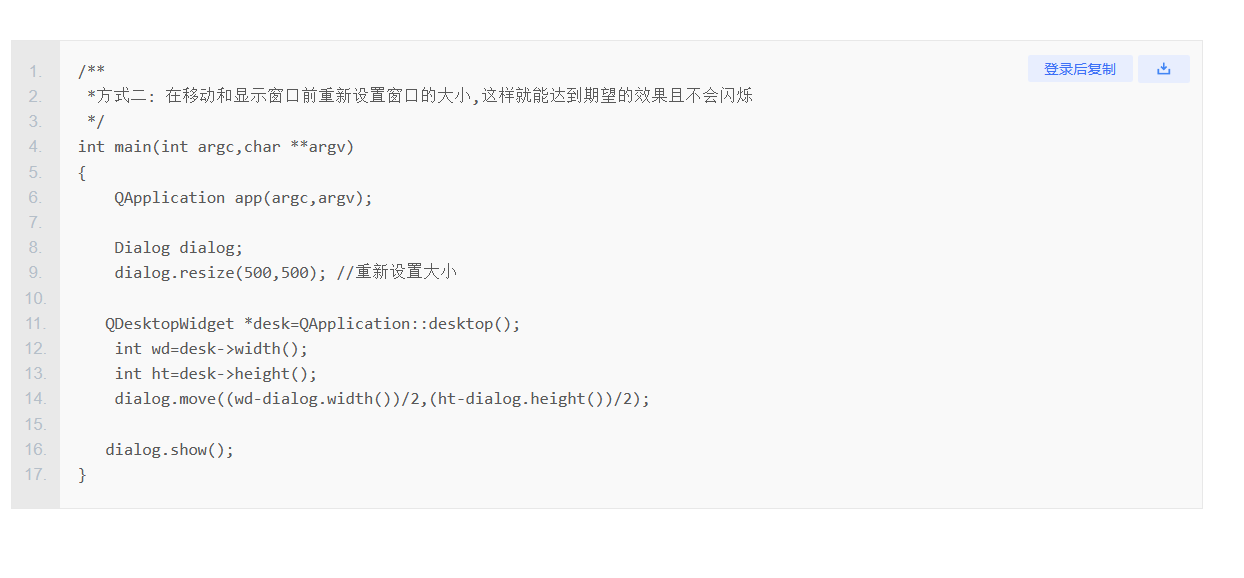 登录后复制
1. /**
2. *方式二: 在移动和显示窗口前重新设置窗口的大小,这样就能达到期望的效果且不会闪烁
3. */
4. int main(int argc,char **argv)
5. {
6. QApplication app(argc,argv);
7.
8. Dialog dialog;
9. dialog.resize(500,500); //重新设置大小
10.
11. QDesktopWidget *desk=QApplication::desktop();
12. int wd=desk->width();
13. int ht=desk->height();
14. dialog.move((wd-dialog.width())/2,(ht-dialog.height())/2);
15.
16. dialog.show();
17. }